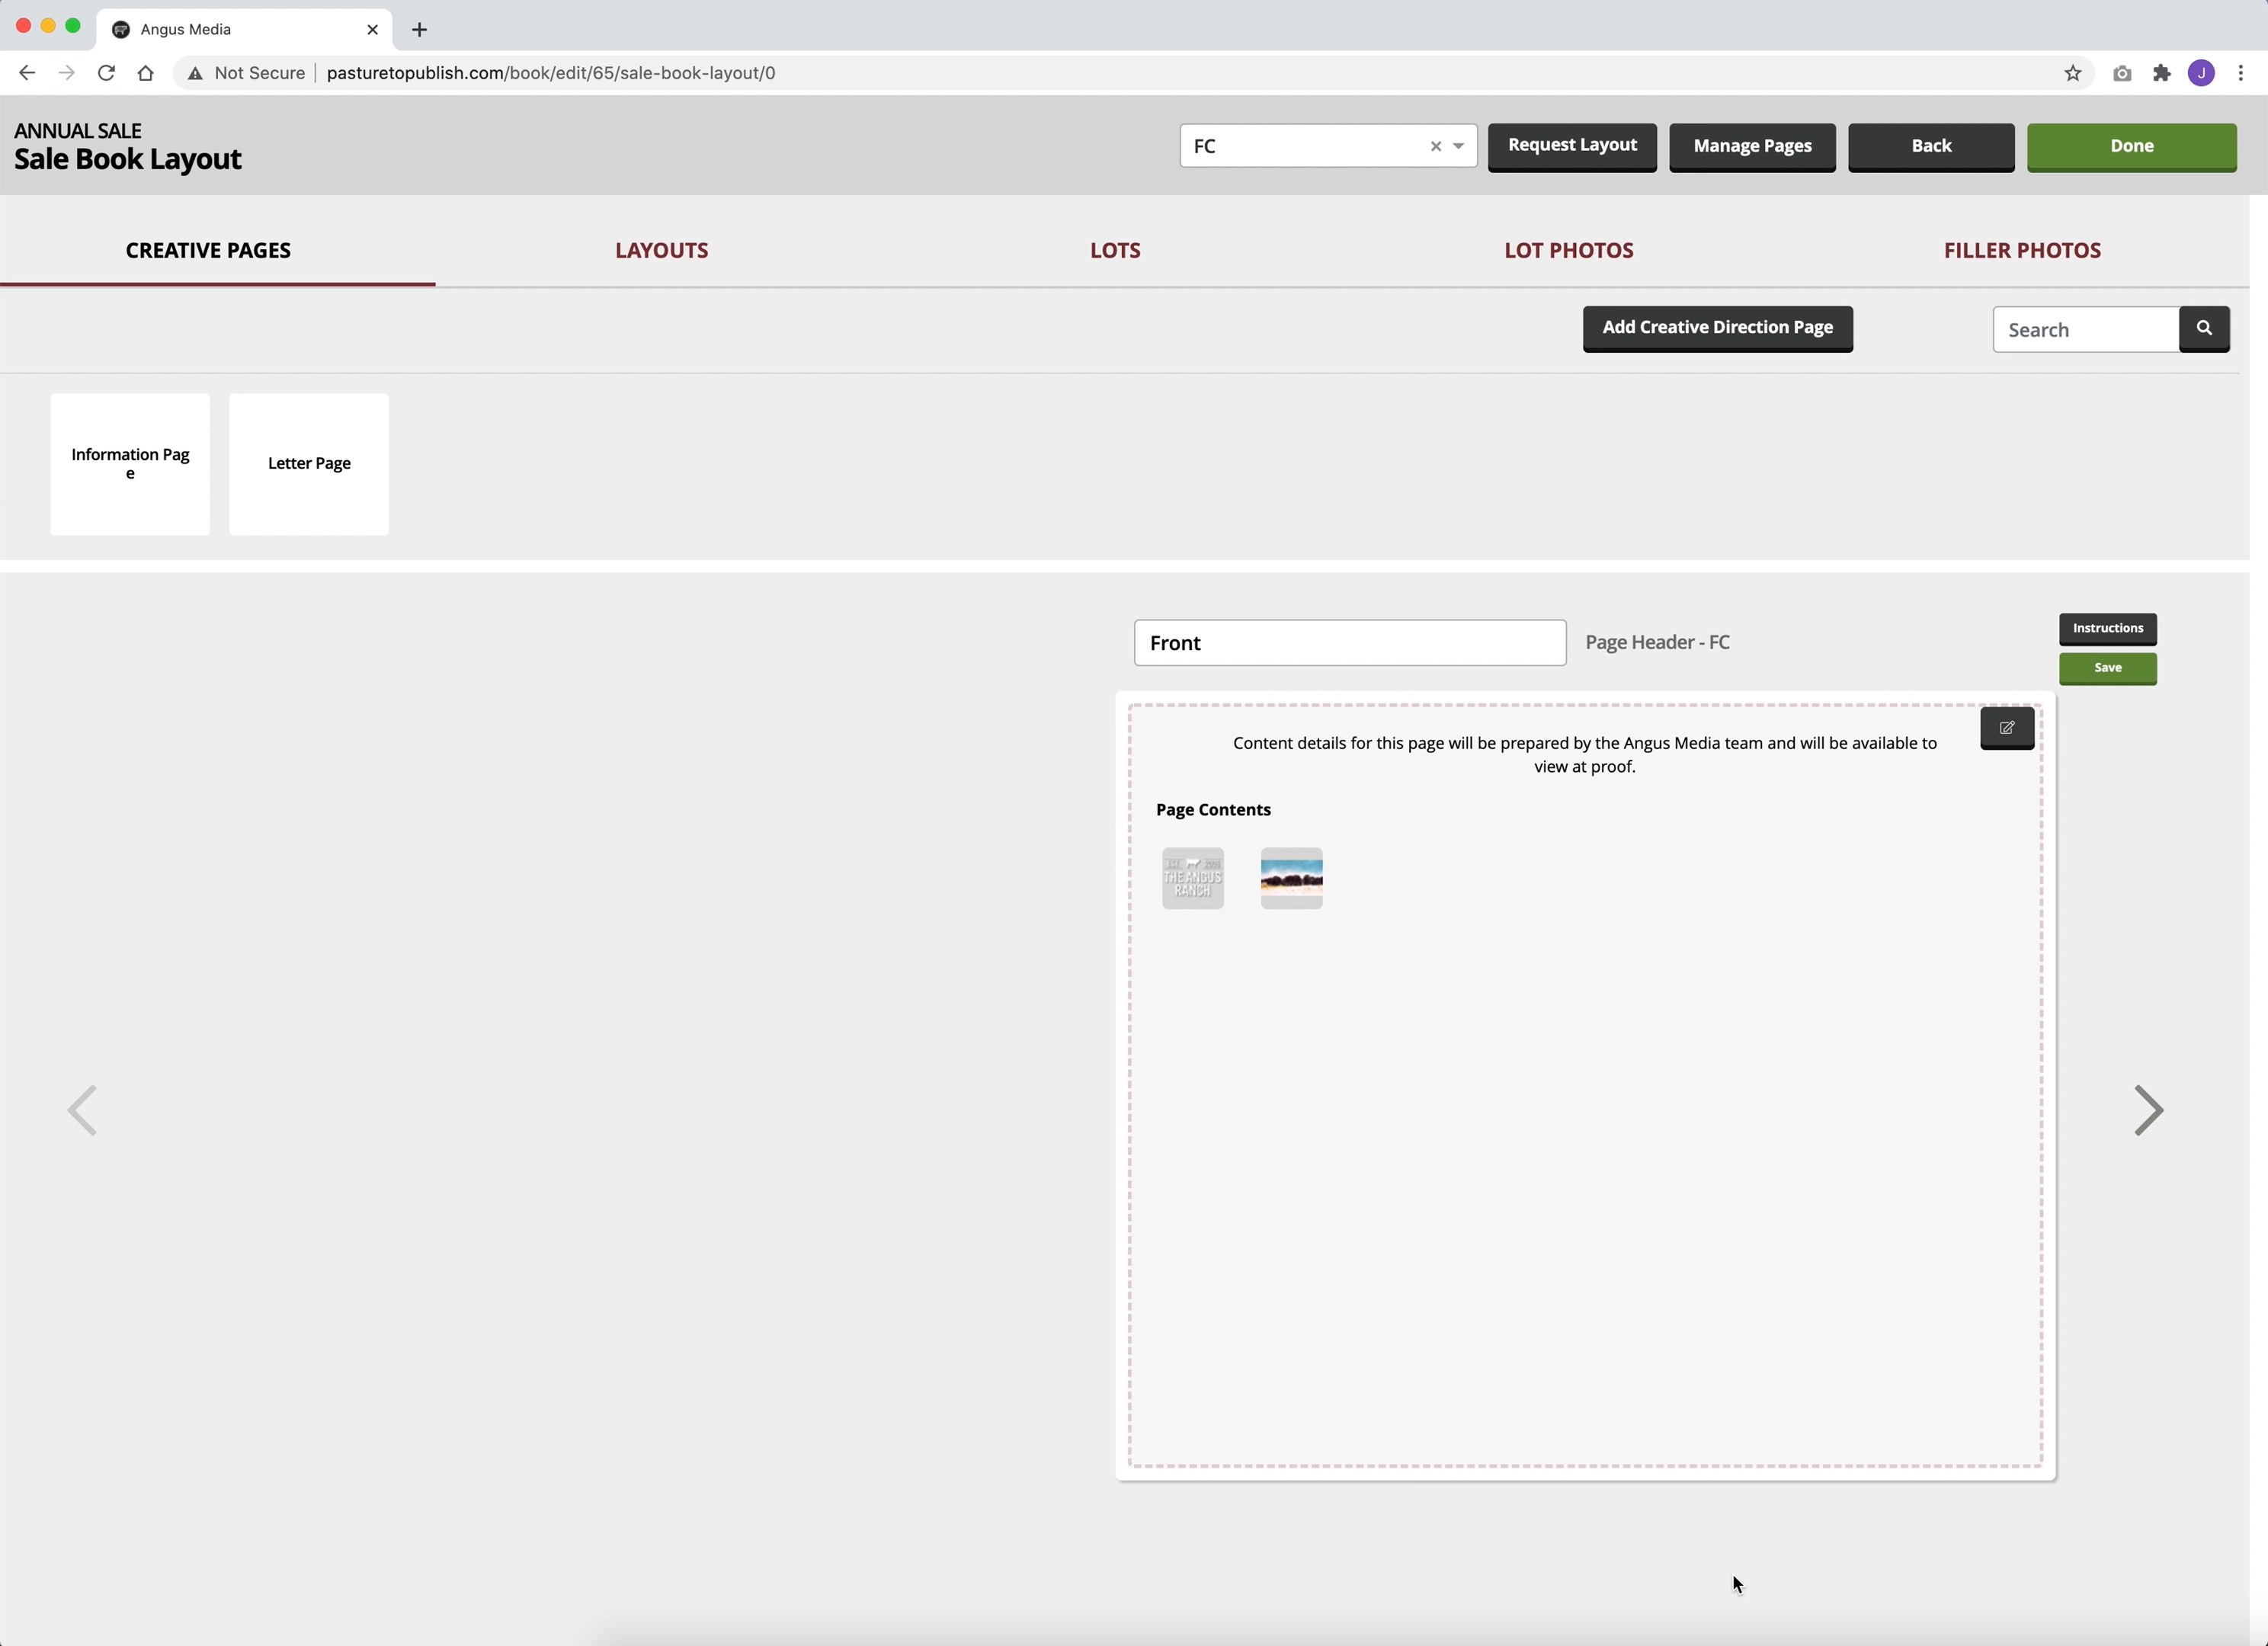 Angus Media
Not Secure
pasturetopublish.com/book/edit/65/sale-book-layout/0
J
ANNUAL SALE
Sale Book Layout
FC
Request Layout
Manage Pages
Back
Done
CREATIVE PAGES
LAYOUTS
LOTS
LOT PHOTOS
FILLER PHOTOS
Add Creative Direction Page
Search
Information Pag
e
Letter Page
Front
Page Header - FC
Instructions
Save
Content details for this page will be prepared by the Angus Media team and will be available to
view at proof.
Page Contents
EST
THE ANGUS
RANCH